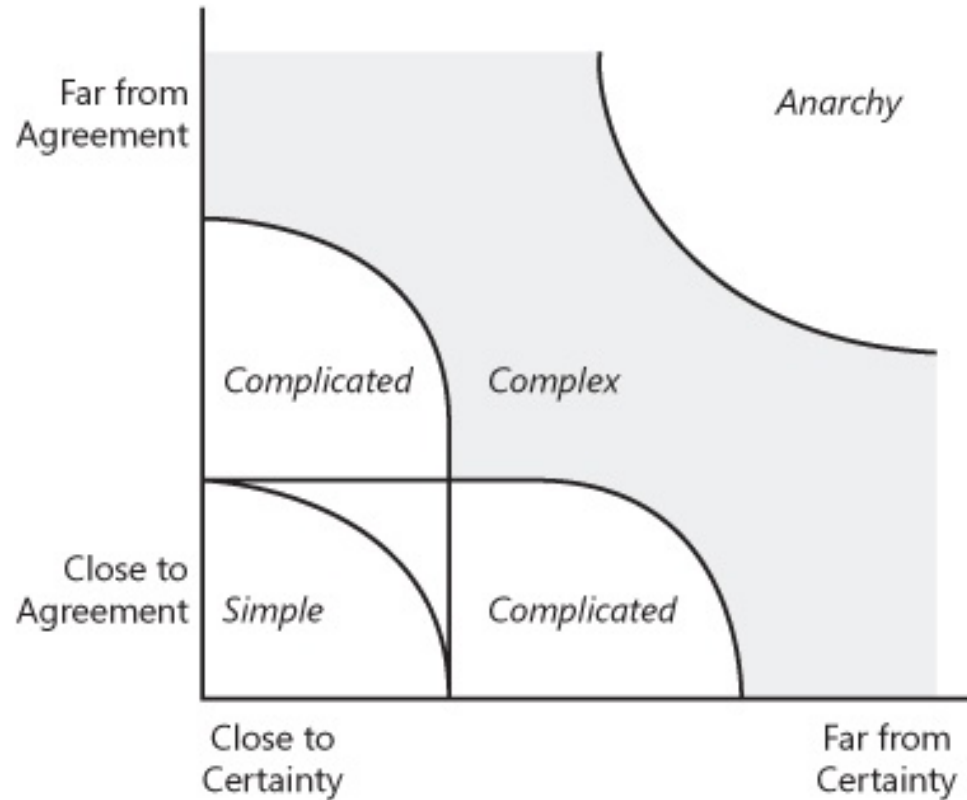 Far from
Agreement
Anarchy
Complicated
Complex
Close to
Agreement
Simple
Complicated
Close to
Certainty
Far from
Certainty